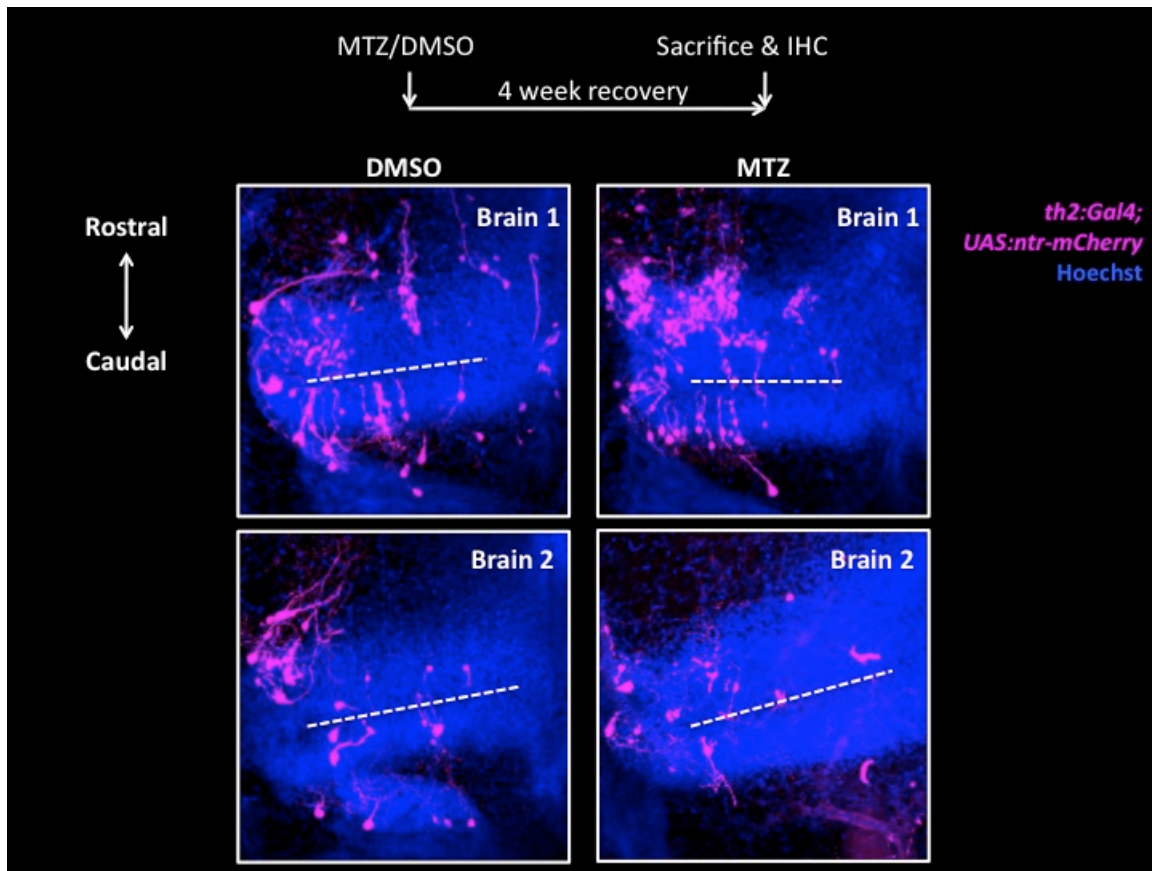 MTZ/DMSO
Sacrifice & IHC
4 week recovery
DMSO
MTZ
Rostral
Caudal
Brain 1
Brain 1
th2:Gal4;
UAS:ntr-mCherry
Hoechst
Brain 2
Brain 2